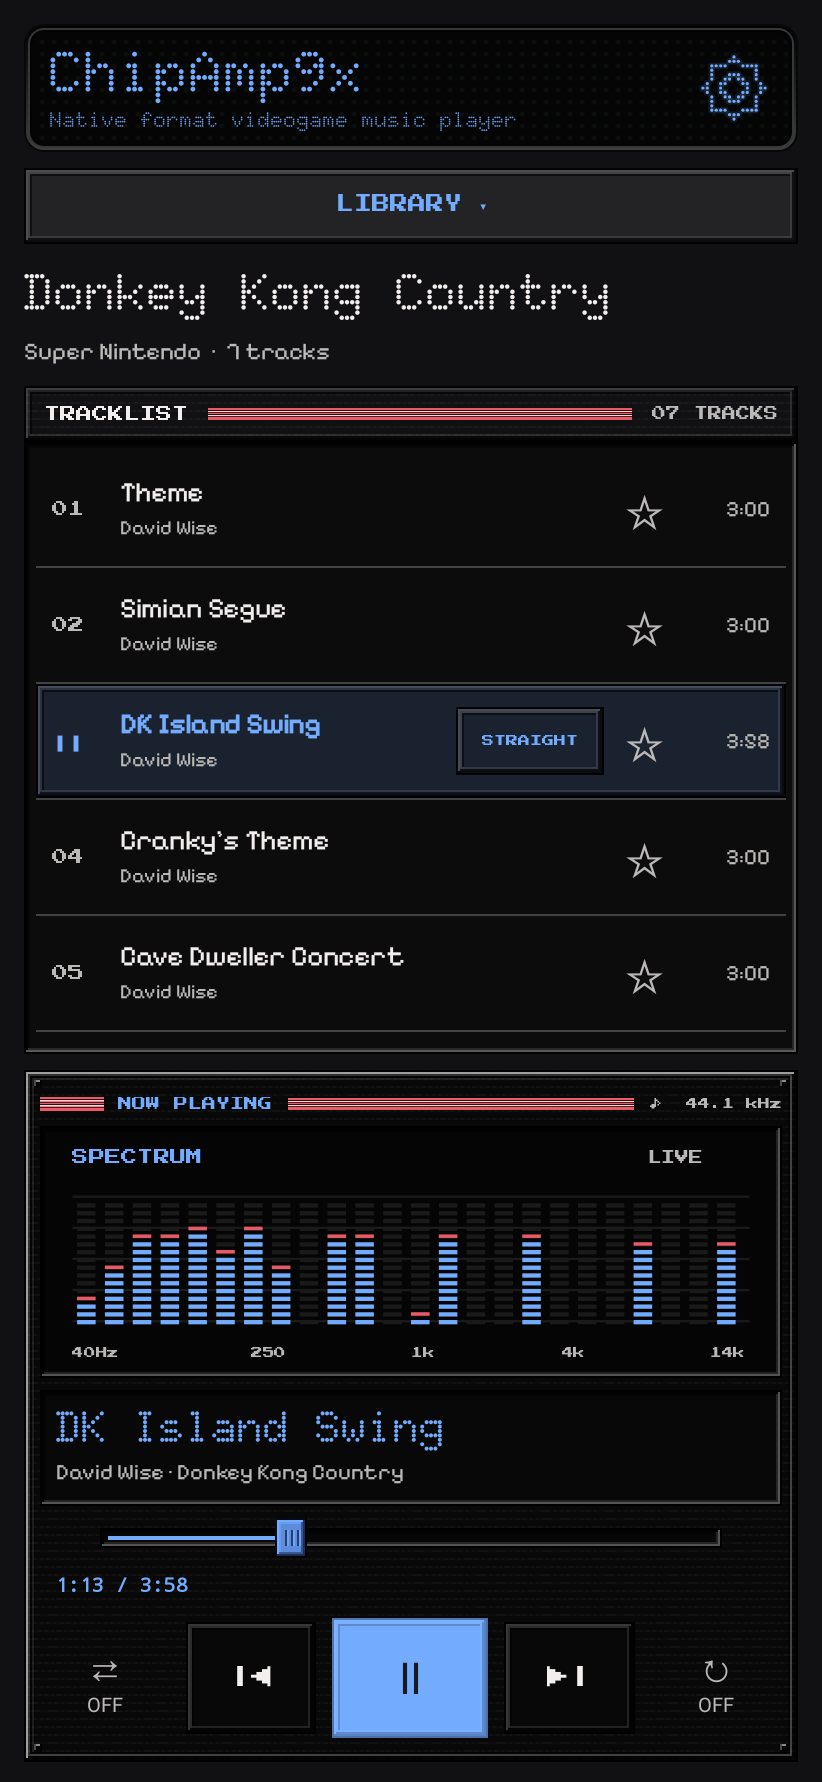 ChipAmp9x
Native format videogame music player
LIBRARY ▾
Donkey Kong Country
Super Nintendo · 7 tracks
TRACKLIST 07 TRACKS
01 Theme 3:00
David Wise
02 Simian Segue 3:00
David Wise
DK Island Swing STRAIGHT 3:58
David Wise
04 Cranky's Theme 3:00
David Wise
05 Cave Dweller Concert 3:00
David Wise
NOW PLAYING ♪ 44.1 kHz
SPECTRUM LIVE
40Hz 250 1k 4k 14k
DK Island Swing
David Wise · Donkey Kong Country
1:13 / 3:58
OFF OFF